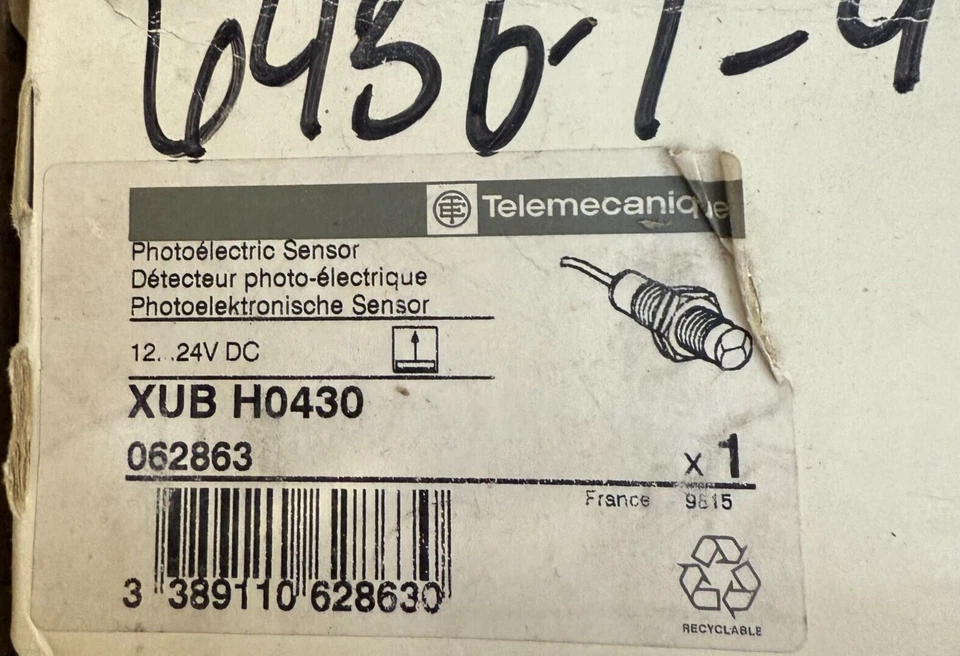 6456-1-4
Telemecanique
Photoélectric Sensor
Détecteur photo-électrique
Photoelektronische Sensor
12...24V DC
XUB H0430
062863
x 1
France 9815
3 389110 628630
RECYCLABLE